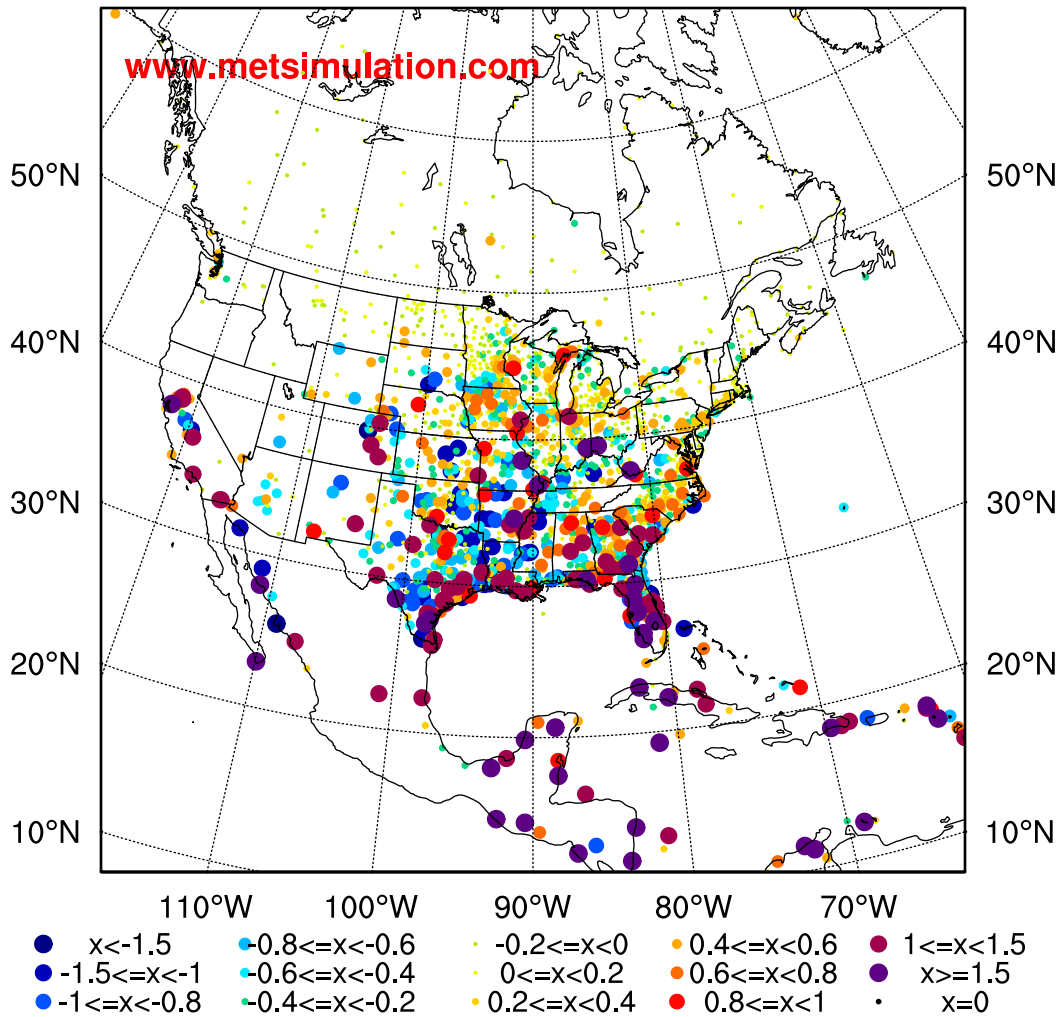 www.metsimulation.com
50°N 50°N
40°N 40°N
30°N 30°N
20°N 20°N
10°N 10°N
110°W 100°W 90°W 80°W 70°W
x<-1.5 -0.8<=x<-0.6 -0.2<=x<0 0.4<=x<0.6 1<=x<1.5
-1.5<=x<-1 -0.6<=x<-0.4 0<=x<0.2 0.6<=x<0.8 x>=1.5
-1<=x<-0.8 -0.4<=x<-0.2 0.2<=x<0.4 0.8<=x<1 x=0